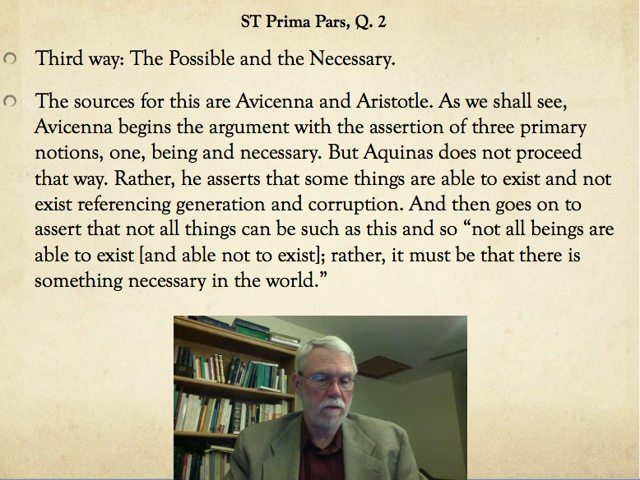 ST Prima Pars, Q. 2
Third way: The Possible and the Necessary.
The sources for this are Avicenna and Aristotle. As we shall see,
Avicenna begins the argument with the assertion of three primary
notions, one, being and necessary. But Aquinas does not proceed
that way. Rather, he asserts that some things are able to exist and not
exist referencing generation and corruption. And then goes on to
assert that not all things can be such as this and so “not all beings are
able to exist [and able not to exist]; rather, it must be that there is
something necessary in the world.”